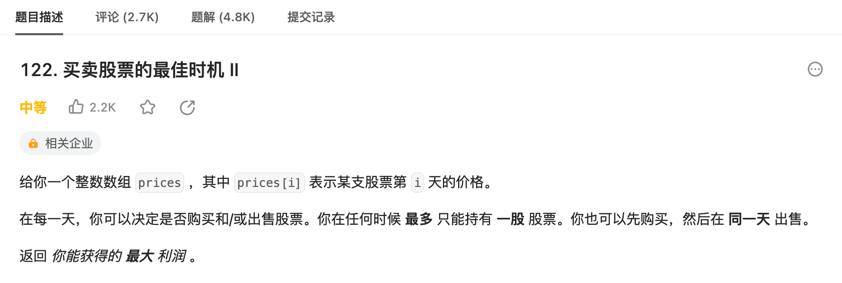 题目描述 评论 (2.7K) 题解 (4.8K) 提交记录
122. 买卖股票的最佳时机 II
中等 2.2K
相关企业
给你一个整数数组 prices ，其中 prices[i] 表示某支股票第 i 天的价格。
在每一天，你可以决定是否购买和/或出售股票。你在任何时候 最多 只能持有 一股 股票。你也可以先购买，然后在 同一天 出售。
返回 你能获得的 最大 利润 。